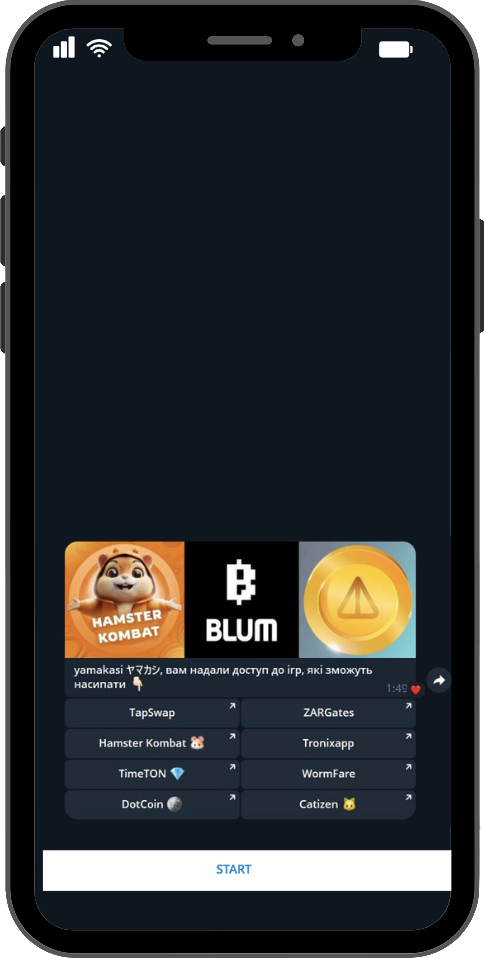 HAMSTER
KOMBAT
BLUM
yamakasi ヤマカシ, вам надали доступ до ігр, які зможуть
насипати 👇🏻
1:49 ❤️
TapSwap
ZARGates
Hamster Kombat 🐹
Tronixapp
TimeTON 💎
WormFare
DotCoin 🌑
Catizen 🐱
START